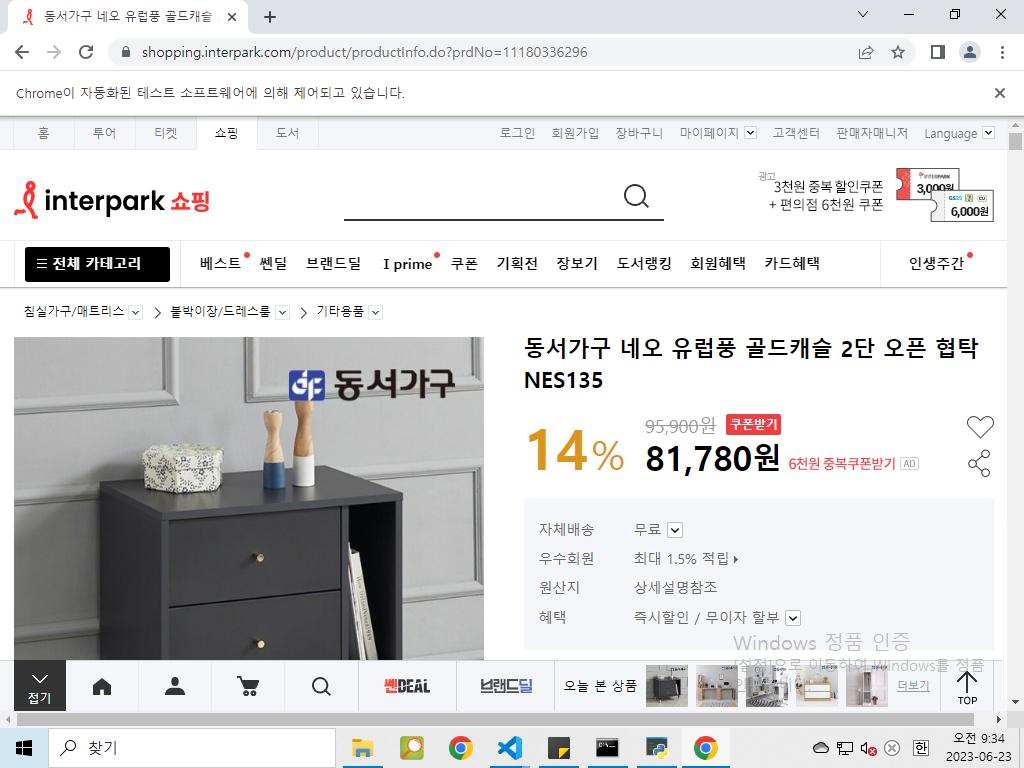 동서가구 네오 유럽풍 골드캐슬
shopping.interpark.com/product/productInfo.do?prdNo=11180336296
Chrome이 자동화된 테스트 소프트웨어에 의해 제어되고 있습니다.
홈 투어 티켓 쇼핑 도서 로그인 회원가입 장바구니 마이페이지 고객센터 판매자매니저 Language
interpark 쇼핑
광고
3천원 중복 할인쿠폰
+ 편의점 6천원 쿠폰
INTERPARK
3,000원
GS25 CU
6,000원
전체 카테고리 베스트 쎈딜 브랜드딜 I prime 쿠폰 기획전 장보기 도서랭킹 회원혜택 카드혜택 인생주간
침실가구/매트리스 붙박이장/드레스룸 기타용품
동서가구
동서가구 네오 유럽풍 골드캐슬 2단 오픈 협탁
NES135
14% 95,900원 쿠폰받기
81,780원 6천원 중복쿠폰받기 AD
자체배송 무료
우수회원 최대 1.5% 적립
원산지 상세설명참조
혜택 즉시할인 / 무이자 할부
Windows 정품 인증
[설정]으로 이동하여 Windows를 정품
접기 쎈DEAL 브랜드딜 오늘 본 상품 더보기 TOP
찾기
한
오전 9:34
2023-06-23